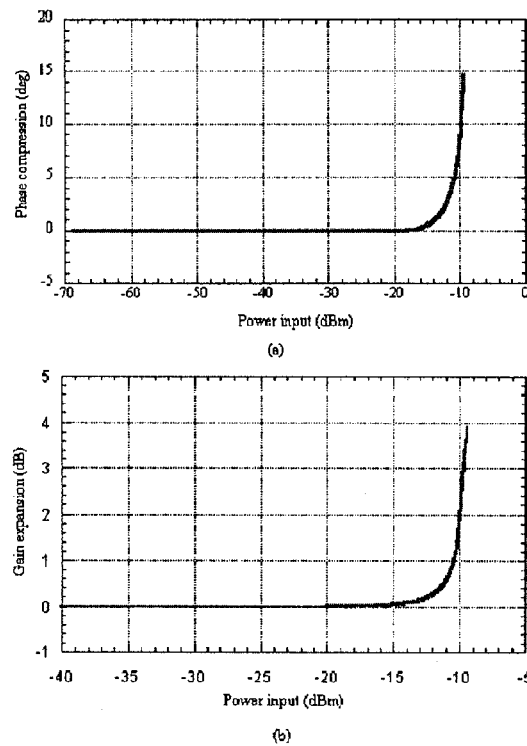 20
15
10
5
0
-5
Phase compression (deg)
-70 -60 -50 -40 -30 -20 -10 0
Power input (dBm)
(a)
5
4
3
2
1
0
-1
Gain expansion (dB)
-40 -35 -30 -25 -20 -15 -10 -5
Power input (dBm)
(b)